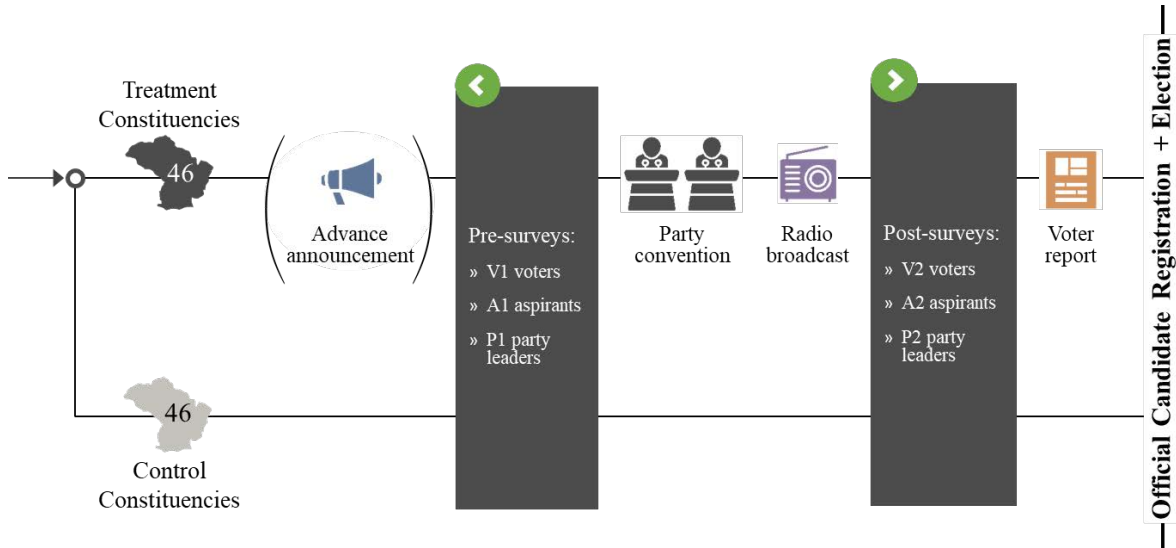 Treatment
Constituencies
46
Advance
announcement
Pre-surveys:
» V1 voters
» A1 aspirants
» P1 party
leaders
Party
convention
Radio
broadcast
Post-surveys:
» V2 voters
» A2 aspirants
» P2 party
leaders
Voter
report
46
Control
Constituencies
Official Candidate Registration + Election